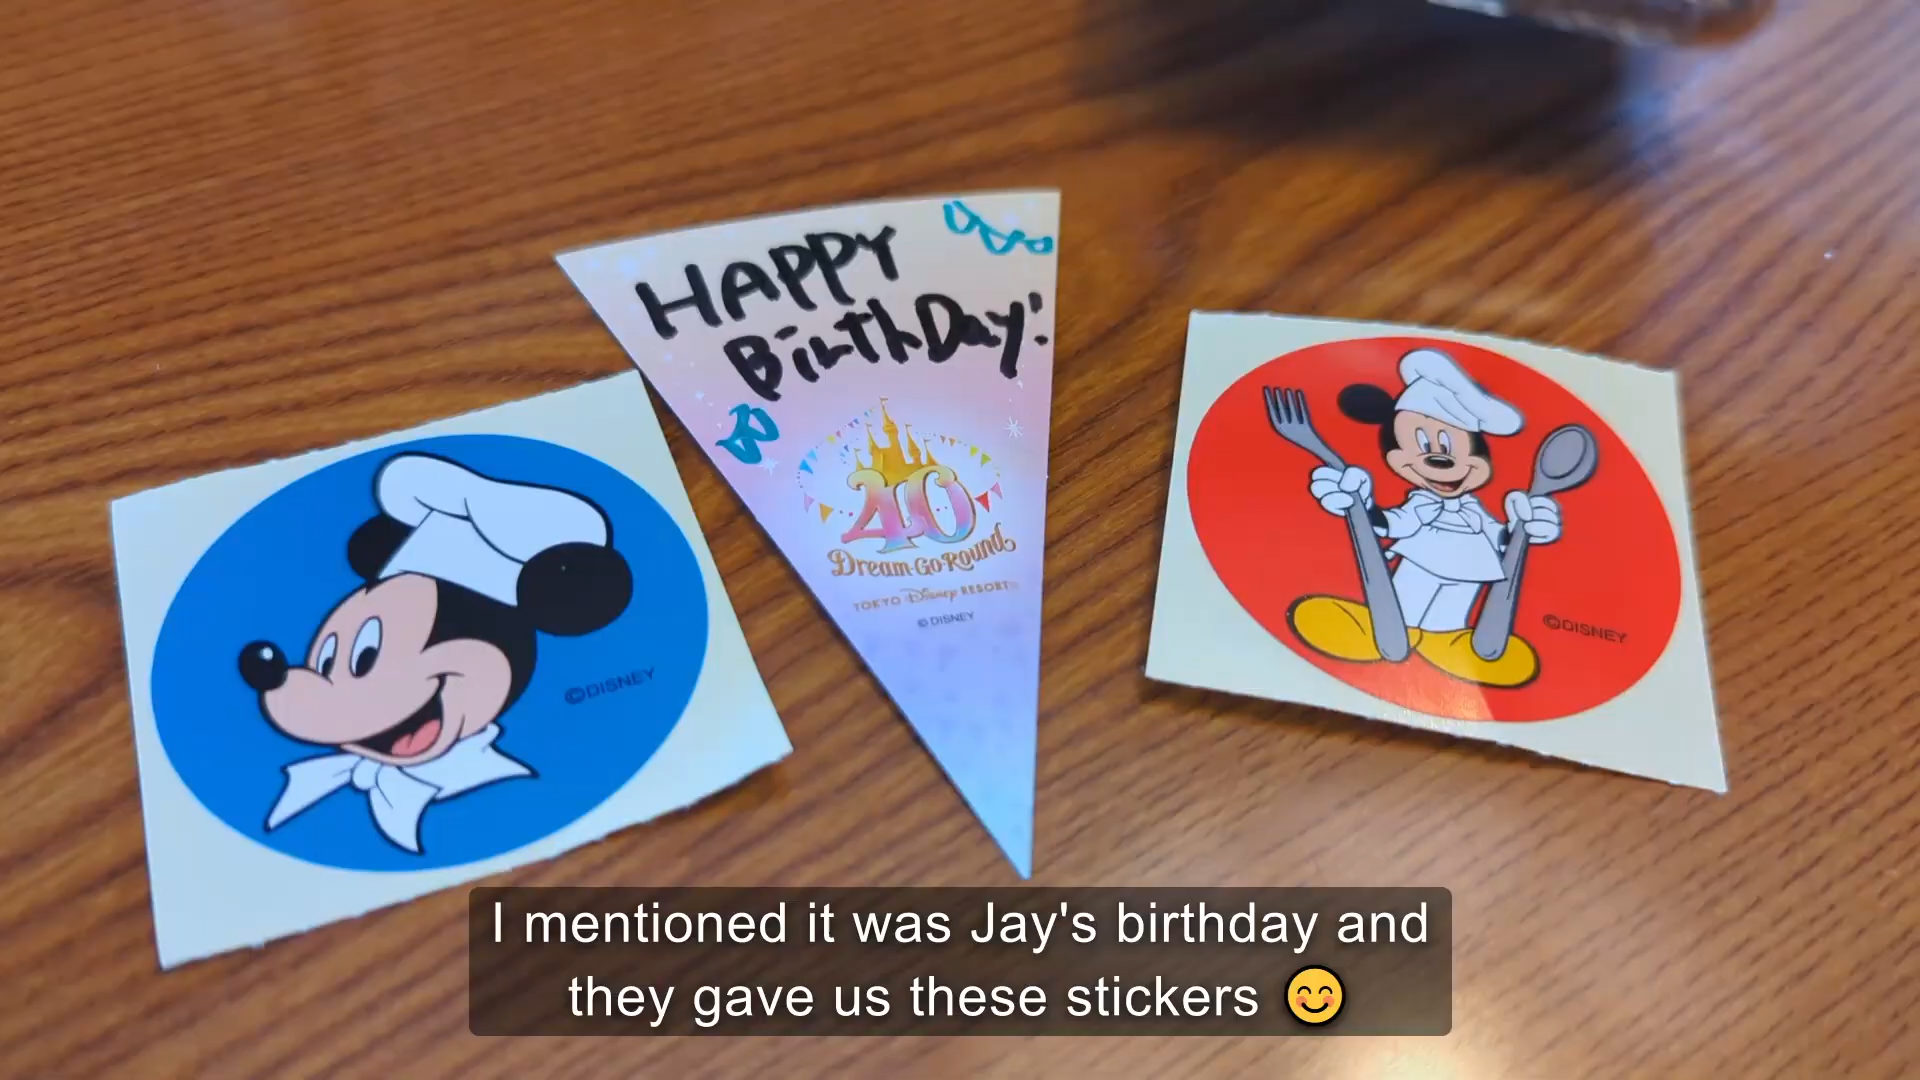 HAPPY
BirthDay!
40
Dream-Go-Round
TOKYO Disney RESORT®
© DISNEY
©DISNEY
©DISNEY
I mentioned it was Jay's birthday and
they gave us these stickers 😊